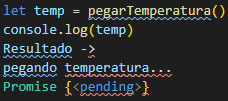 let temp = pegarTemperatura()
console.log(temp)
Resultado ->
pegando temperatura...
Promise {<pending>}